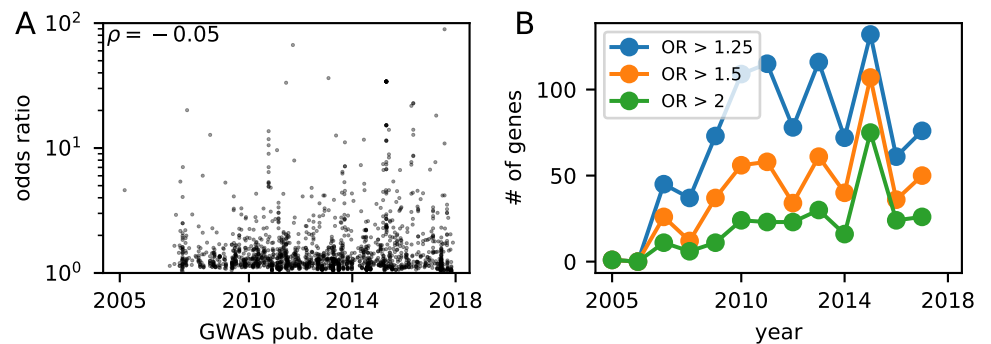 A
ρ = −0.05
10²
10¹
10⁰
odds ratio
2005
2010
2014
2018
GWAS pub. date
B
OR > 1.25
OR > 1.5
OR > 2
100
50
0
# of genes
2005
2010
2014
2018
year